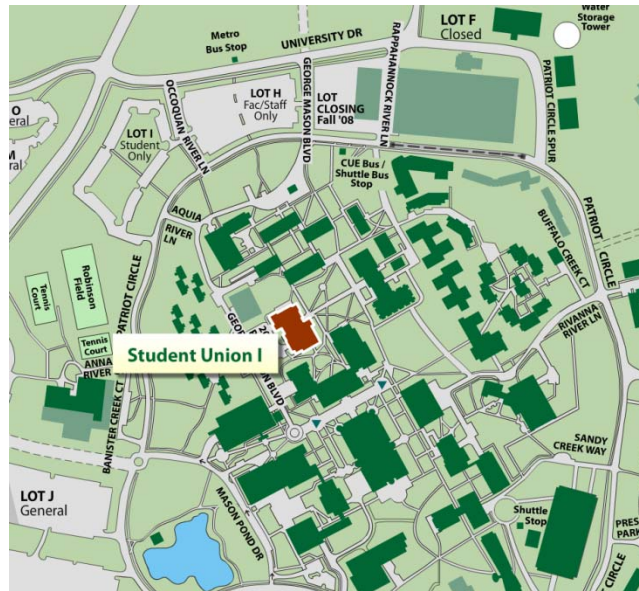 LOT F
Closed
Water
Storage
Tower
Metro
Bus Stop
UNIVERSITY DR
RAPPAHANNOCK RIVER LN
PATRIOT CIRCLE SPUR
OCCOQUAN RIVER LN
LOT H
Fac/Staff
Only
GEORGE MASON BLVD
LOT
CLOSING
Fall '08
LOT I
Student
Only
CUE Bus /
Shuttle Bus
Stop
AQUIA
RIVER LN
BUFFALO CREEK CT
PATRIOT CIRCLE
Tennis
Court
Robinson
Field
PATRIOT CIRCLE
RIVANNA
RIVER LN
Tennis
Court
Student Union I
ANNA
RIVER
BLVD
BANISTER CREEK CT
SANDY
CREEK WAY
LOT J
General
MASON POND DR
Shuttle
Stop
PARK
CIRCLE